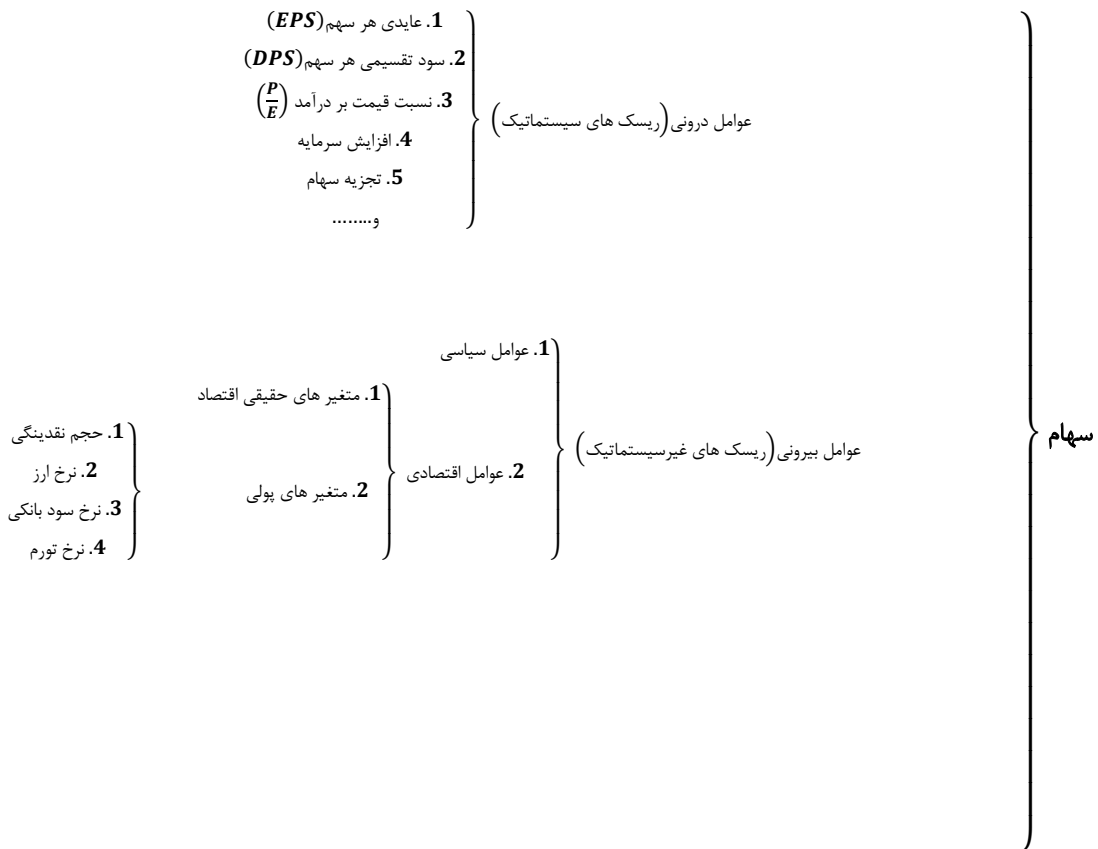 سهام
عوامل درونی(ریسک های سیستماتیک)
1. عایدی هر سهم(EPS)
2. سود تقسیمی هر سهم(DPS)
3. نسبت قیمت بر درآمد (P/E)
4. افزایش سرمایه
5. تجزیه سهام
و........
عوامل بیرونی(ریسک های غیرسیستماتیک)
1. عوامل سیاسی
2. عوامل اقتصادی
1. متغیر های حقیقی اقتصاد
2. متغیر های پولی
1. حجم نقدینگی
2. نرخ ارز
3. نرخ سود بانکی
4. نرخ تورم